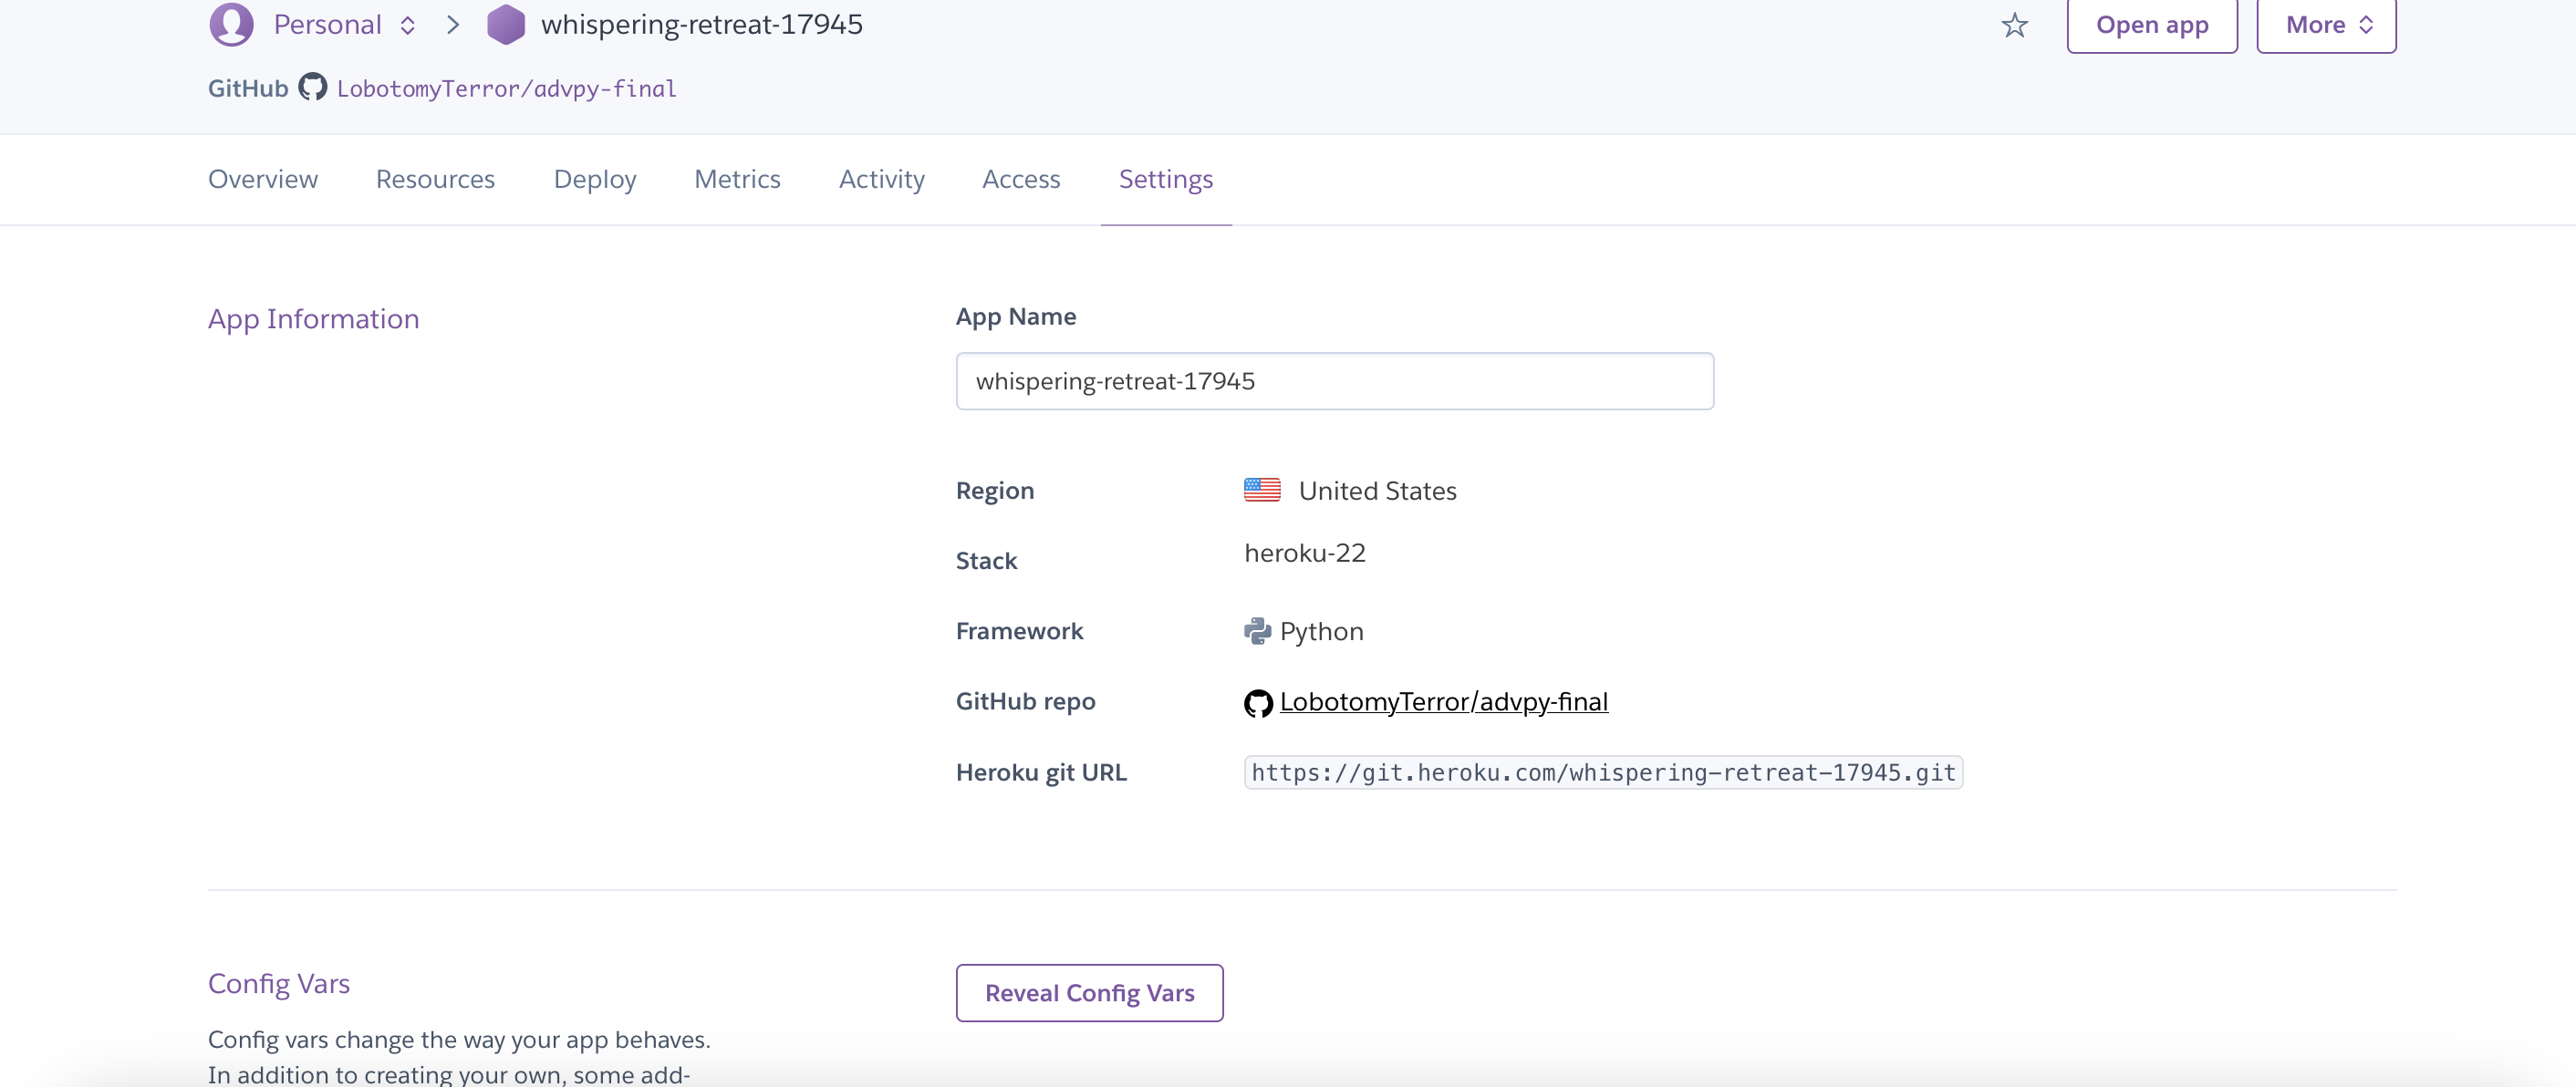 Personal > whispering-retreat-17945 Open app More
GitHub LobotomyTerror/advpy-final
Overview Resources Deploy Metrics Activity Access Settings
App Information App Name
whispering-retreat-17945
Region United States
Stack heroku-22
Framework Python
GitHub repo LobotomyTerror/advpy-final
Heroku git URL https://git.heroku.com/whispering-retreat-17945.git
Config Vars Reveal Config Vars
Config vars change the way your app behaves.
In addition to creating your own, some add-